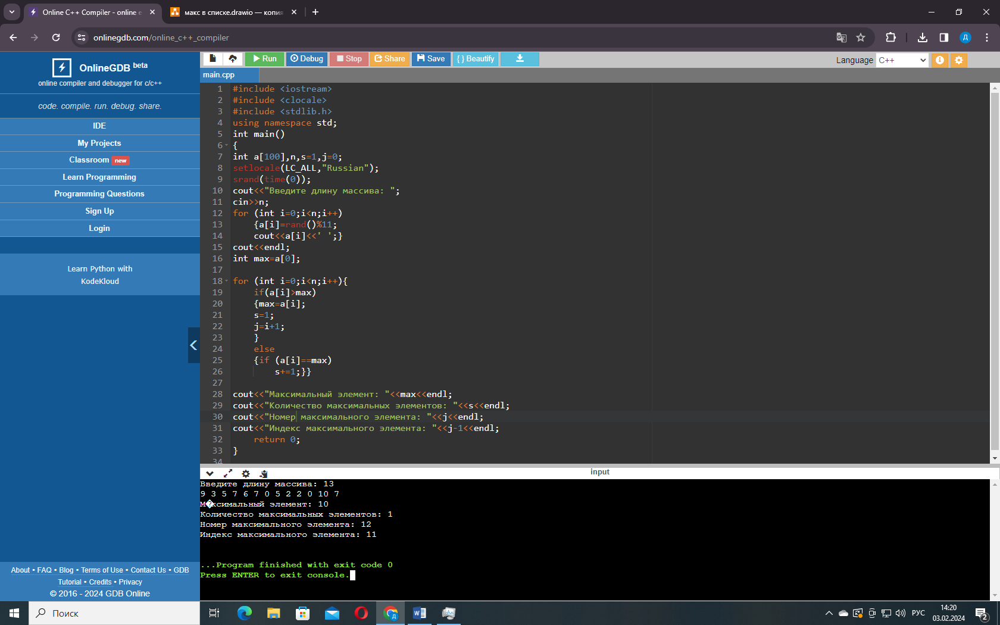 Online C++ Compiler - online e
макс в списке.drawio — копия
onlinegdb.com/online_c++_compiler
Д
OnlineGDB beta
online compiler and debugger for c/c++
code. compile. run. debug. share.
IDE
My Projects
Classroom new
Learn Programming
Programming Questions
Sign Up
Login
Learn Python with
KodeKloud
About • FAQ • Blog • Terms of Use • Contact Us • GDB
Tutorial • Credits • Privacy
© 2016 - 2024 GDB Online
Run Debug Stop Share Save { } Beautify
Language C++
main.cpp
1 #include <iostream>
2 #include <clocale>
3 #include <stdlib.h>
4 using namespace std;
5 int main()
6 {
7 int a[100],n,s=1,j=0;
8 setlocale(LC_ALL,"Russian");
9 srand(time(0));
10 cout<<"Введите длину массива: ";
11 cin>>n;
12 for (int i=0;i<n;i++)
13 {a[i]=rand()%11;
14 cout<<a[i]<<' ';}
15 cout<<endl;
16 int max=a[0];
17
18 for (int i=0;i<n;i++){
19 if(a[i]>max)
20 {max=a[i];
21 s=1;
22 j=i+1;
23 }
24 else
25 {if (a[i]==max)
26 s+=1;}}
27
28 cout<<"Максимальный элемент: "<<max<<endl;
29 cout<<"Количество максимальных элементов: "<<s<<endl;
30 cout<<"Номер максимального элемента: "<<j<<endl;
31 cout<<"Индекс максимального элемента: "<<j-1<<endl;
32 return 0;
33 }
34
input
Введите длину массива: 13
9 3 5 7 6 7 0 5 2 2 0 10 7
М�ксимальный элемент: 10
Количество максимальных элементов: 1
Номер максимального элемента: 12
Индекс максимального элемента: 11
...Program finished with exit code 0
Press ENTER to exit console.
Поиск
РУС
14:20
03.02.2024
2